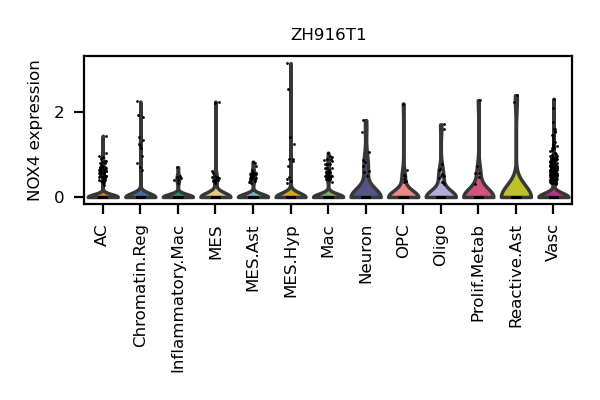 ZH916T1
NOX4 expression
2
0
AC
Chromatin.Reg
Inflammatory.Mac
MES
MES.Ast
MES.Hyp
Mac
Neuron
OPC
Oligo
Prolif.Metab
Reactive.Ast
Vasc